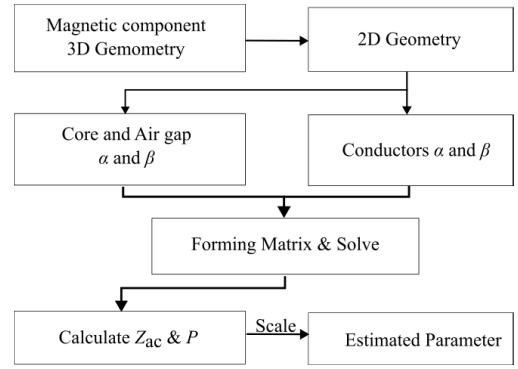 Magnetic component
3D Gemometry
2D Geometry
Core and Air gap
α and β
Conductors α and β
Forming Matrix & Solve
Calculate Zac & P
Scale
Estimated Parameter